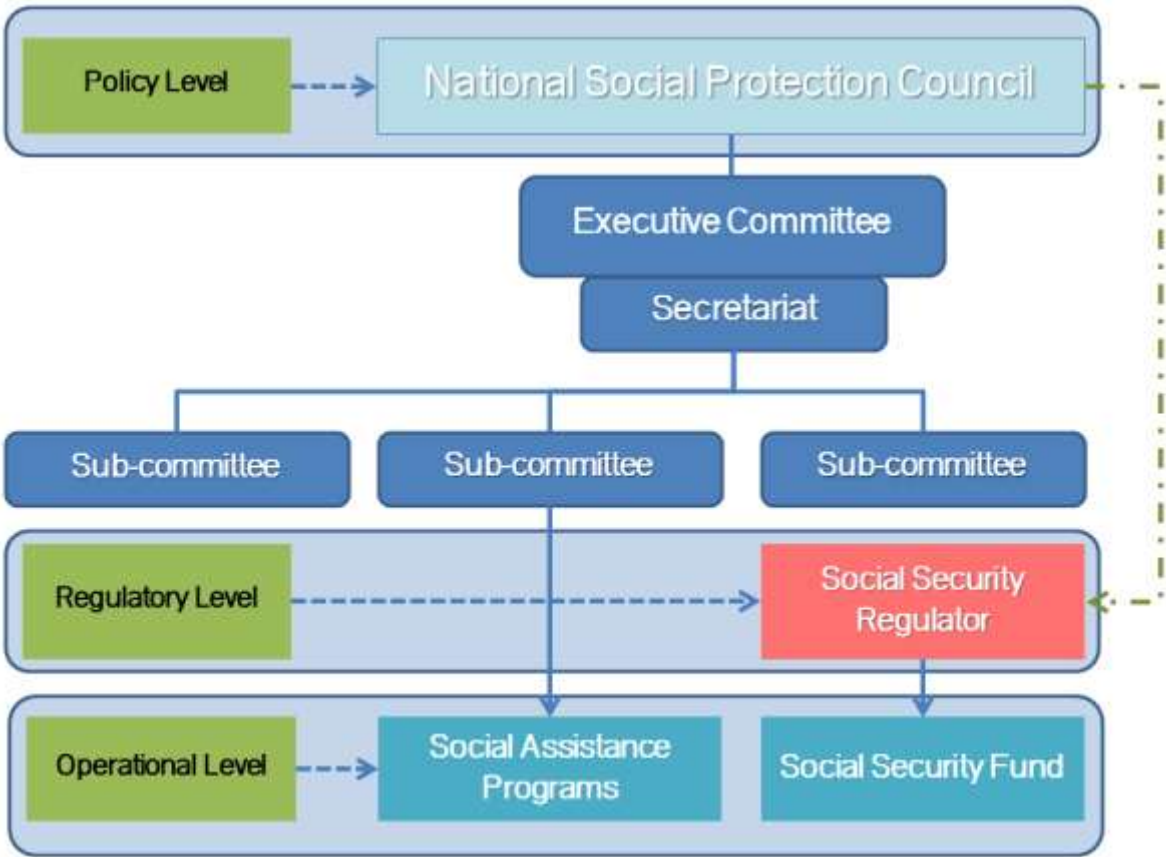 Policy Level
National Social Protection Council
Executive Committee
Secretariat
Sub-committee
Sub-committee
Sub-committee
Regulatory Level
Social Security
Regulator
Operational Level
Social Assistance
Programs
Social Security Fund